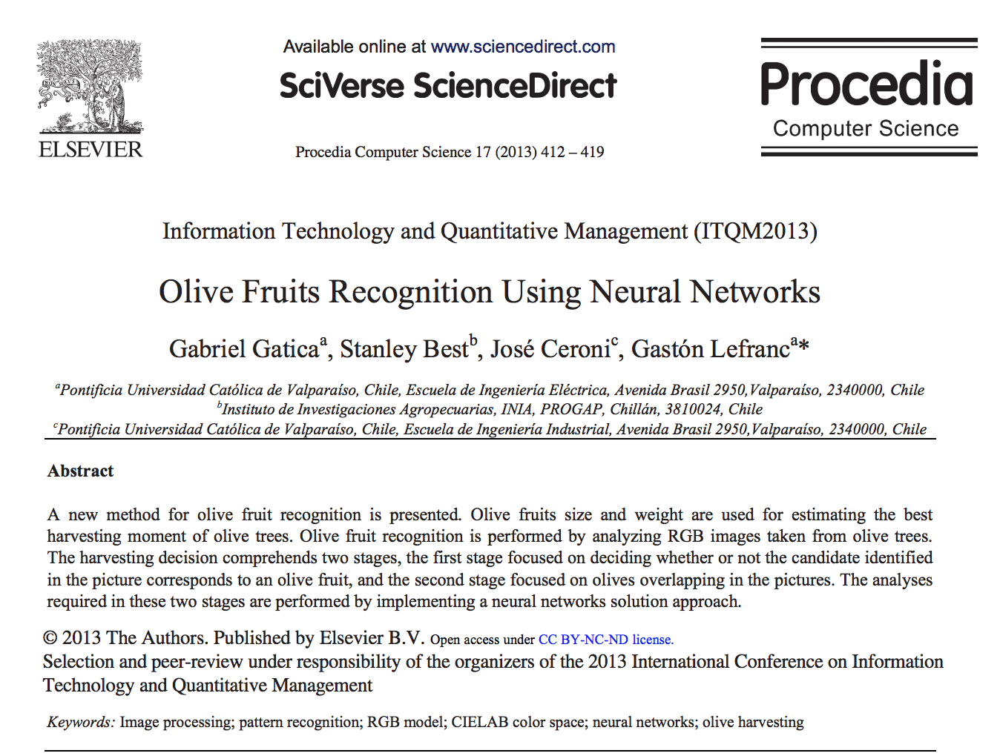 Available online at www.sciencedirect.com
SciVerse ScienceDirect
Procedia
Computer Science
ELSEVIER
Procedia Computer Science 17 (2013) 412 – 419
Information Technology and Quantitative Management (ITQM2013)
Olive Fruits Recognition Using Neural Networks
Gabriel Gaticaª, Stanley Bestᵇ, José Ceroniᶜ, Gastón Lefrancª*
ªPontificia Universidad Católica de Valparaíso, Chile, Escuela de Ingeniería Eléctrica, Avenida Brasil 2950,Valparaíso, 2340000, Chile
ᵇInstituto de Investigaciones Agropecuarias, INIA, PROGAP, Chillán, 3810024, Chile
ᶜPontificia Universidad Católica de Valparaíso, Chile, Escuela de Ingeniería Industrial, Avenida Brasil 2950,Valparaíso, 2340000, Chile
Abstract
A new method for olive fruit recognition is presented. Olive fruits size and weight are used for estimating the best
harvesting moment of olive trees. Olive fruit recognition is performed by analyzing RGB images taken from olive trees.
The harvesting decision comprehends two stages, the first stage focused on deciding whether or not the candidate identified
in the picture corresponds to an olive fruit, and the second stage focused on olives overlapping in the pictures. The analyses
required in these two stages are performed by implementing a neural networks solution approach.
© 2013 The Authors. Published by Elsevier B.V. Open access under CC BY-NC-ND license.
Selection and peer-review under responsibility of the organizers of the 2013 International Conference on Information
Technology and Quantitative Management
Keywords: Image processing; pattern recognition; RGB model; CIELAB color space; neural networks; olive harvesting